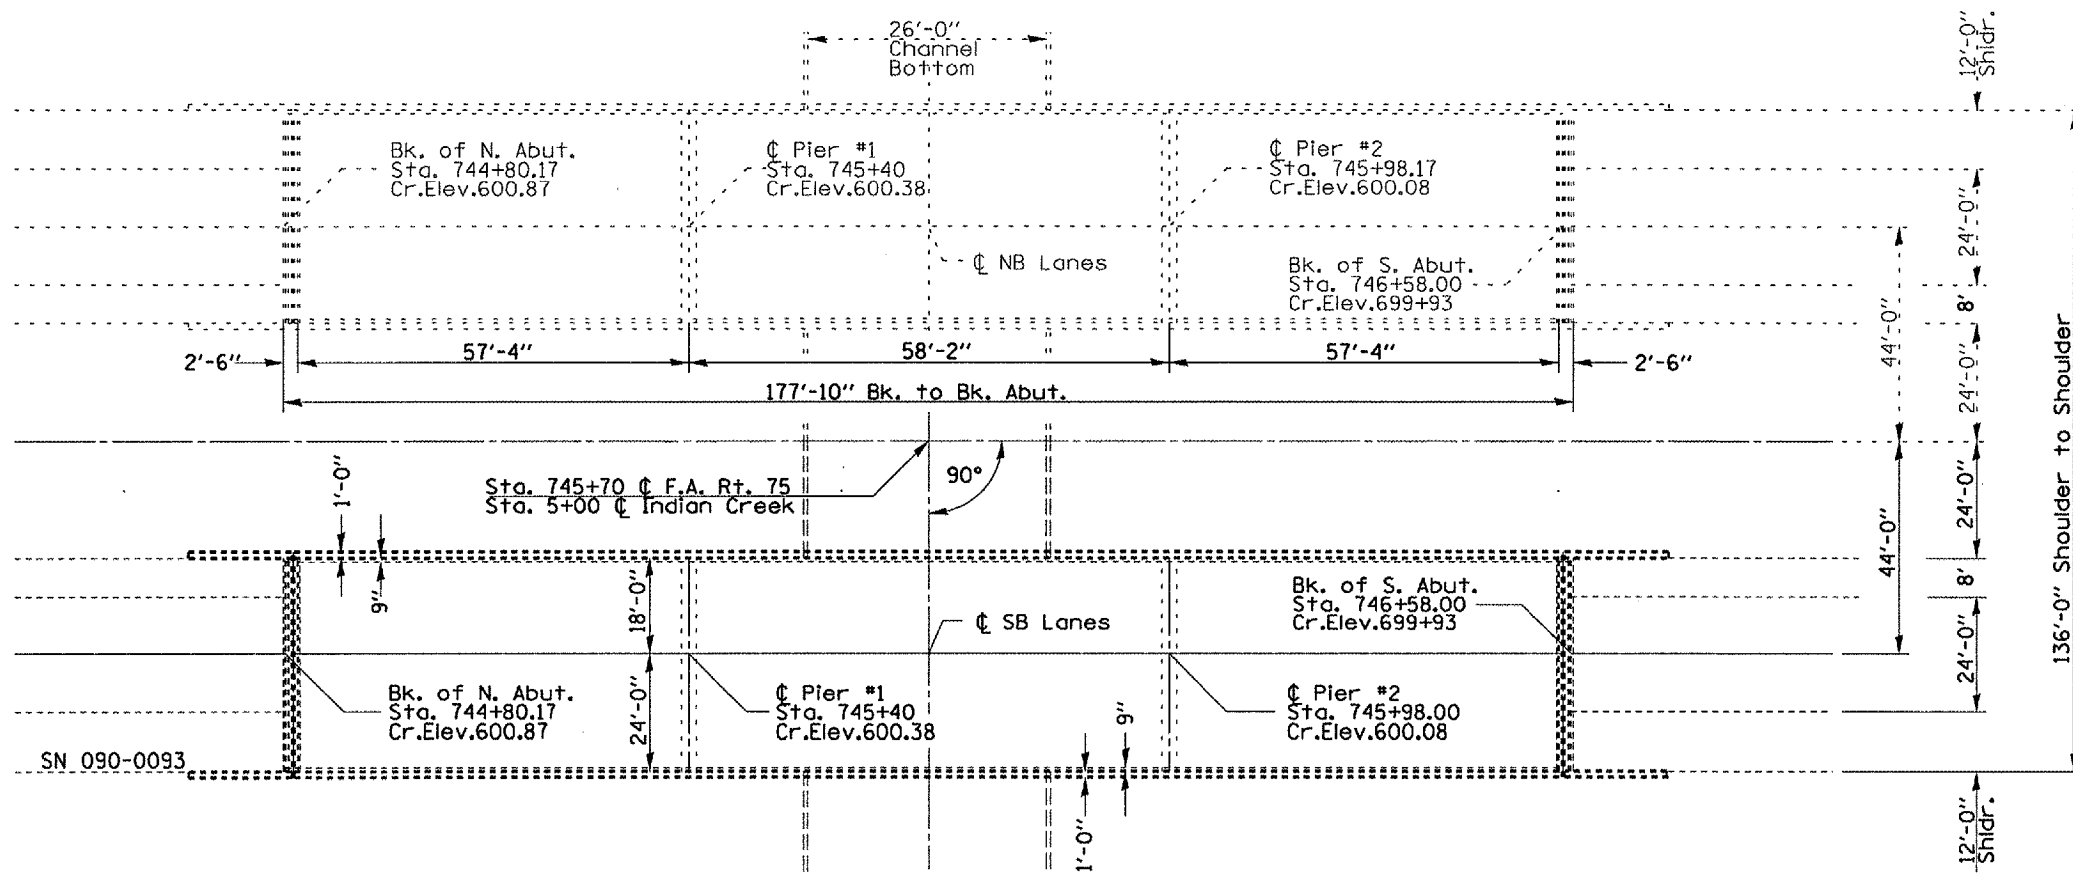 26'-0"
Channel
Bottom
12'-0"
Shldr.
Bk. of N. Abut.
Sta. 744+80.17
Cr.Elev.600.87
℄ Pier #1
Sta. 745+40
Cr.Elev.600.38
℄ Pier #2
Sta. 745+98.17
Cr.Elev.600.08
24'-0"
℄ NB Lanes
Bk. of S. Abut.
Sta. 746+58.00
Cr.Elev.699+93
8'
44'-0"
2'-6"
57'-4"
58'-2"
57'-4"
2'-6"
24'-0"
177'-10" Bk. to Bk. Abut.
136'-0" Shoulder to Shoulder
1'-0"
Sta. 745+70 ℄ F.A. Rt. 75
Sta. 5+00 ℄ Indian Creek
90°
24'-0"
44'-0"
9"
18'-0"
℄ SB Lanes
Bk. of S. Abut.
Sta. 746+58.00
Cr.Elev.699+93
8'
24'-0"
Bk. of N. Abut.
Sta. 744+80.17
Cr.Elev.600.87
24'-0"
℄ Pier #1
Sta. 745+40
Cr.Elev.600.38
9"
℄ Pier #2
Sta. 745+98.00
Cr.Elev.600.08
SN 090-0093
1'-0"
12'-0"
Shldr.